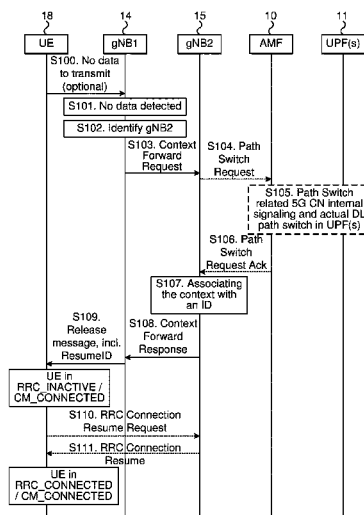 18 14 15 10 11
UE gNB1 gNB2 AMF UPF(s)
S100. No data
to transmit
(optional)
S101. No data detected
S102. Identify gNB2
S103. Context
Forward
Request
S104. Path
Switch
Request
S105. Path Switch
related 5G CN internal
signaling and actual DL
path switch in UPF(s)
S106. Path
Switch
Request Ack
S107. Associating
the context with
an ID
S108. Context
Forward
Response
S109.
Release
message, incl.
ResumeID
UE in
RRC_INACTIVE /
CM_CONNECTED
S110. RRC Connection
Resume Request
S111. RRC Connection
Resume
UE in
RRC_CONNECTED
/ CM_CONNECTED